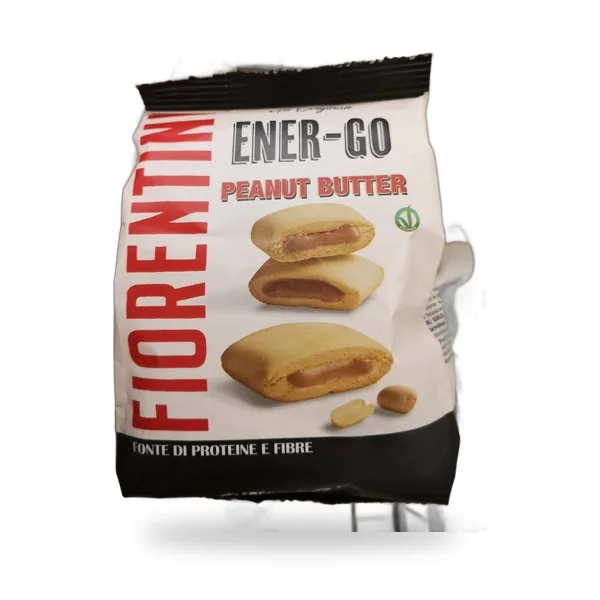 FIORENTINI
ENER-GO
PEANUT BUTTER
FONTE DI PROTEINE E FIBRE